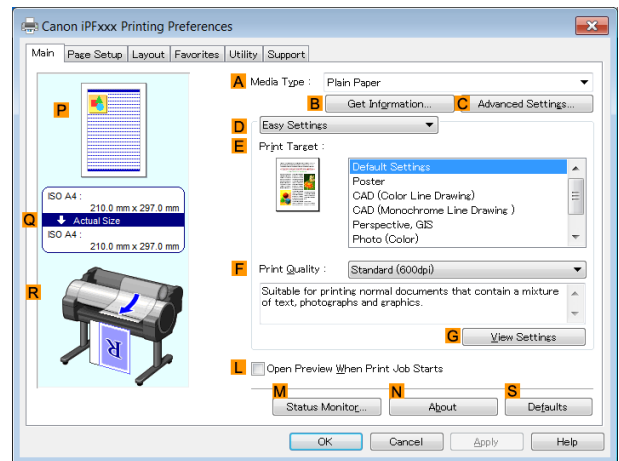 Canon iPFxxx Printing Preferences
Main Page Setup Layout Favorites Utility Support
A Media Type : Plain Paper
B Get Information... C Advanced Settings...
D Easy Settings
E Print Target :
Default Settings
Poster
CAD (Color Line Drawing)
CAD (Monochrome Line Drawing )
Perspective, GIS
Photo (Color)
P
ISO A4 :
210.0 mm x 297.0 mm
Q Actual Size
ISO A4 :
210.0 mm x 297.0 mm
R
F Print Quality : Standard (600dpi)
Suitable for printing normal documents that contain a mixture
of text, photographs and graphics.
G View Settings
L Open Preview When Print Job Starts
M N S
Status Monitor... About Defaults
OK Cancel Apply Help